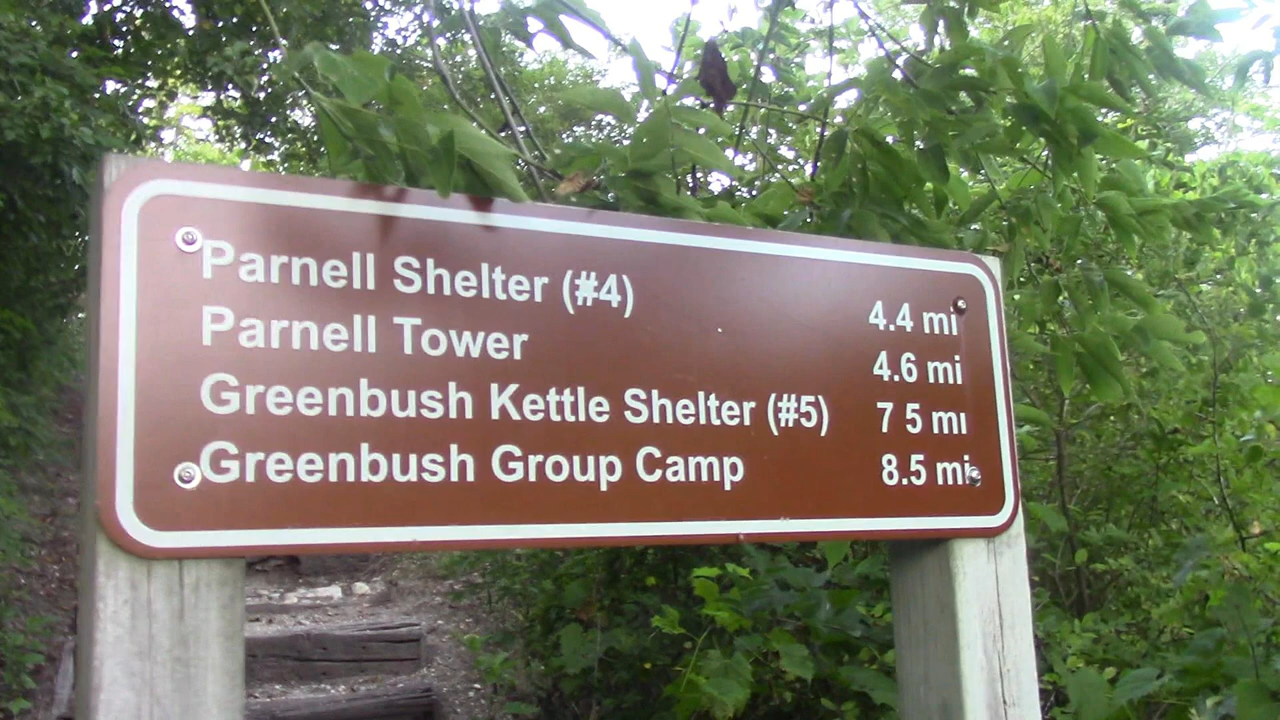 Parnell Shelter (#4) 4.4 mi
Parnell Tower 4.6 mi
Greenbush Kettle Shelter (#5) 7 5 mi
Greenbush Group Camp 8.5 mi